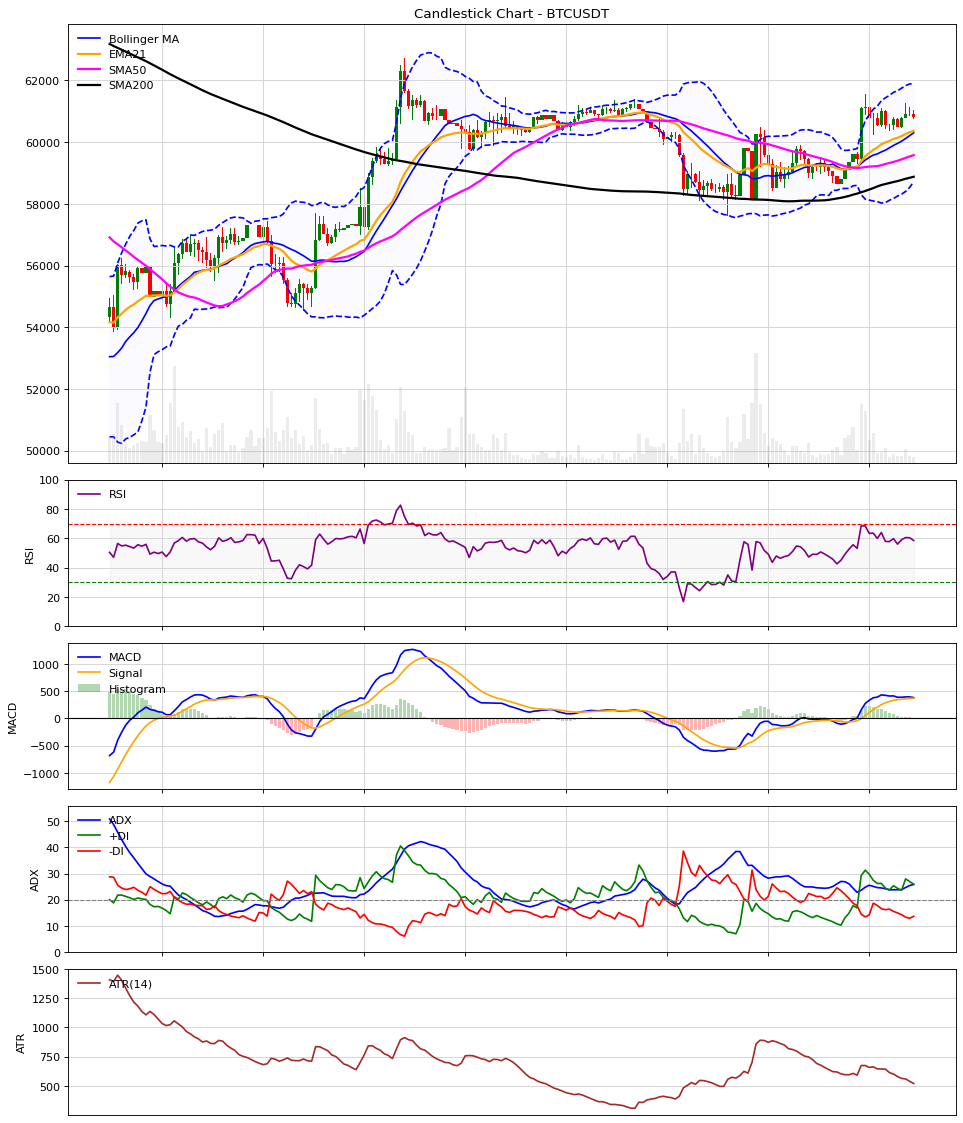 Candlestick Chart - BTCUSDT
Bollinger MA
EMA21
SMA50
SMA200
62000
60000
58000
56000
54000
52000
50000
100
80
60
40
20
0
RSI
RSI
1000
500
0
−500
−1000
MACD
MACD
Signal
Histogram
50
40
30
20
10
0
ADX
ADX
+DI
-DI
1500
1250
1000
750
500
ATR
ATR(14)